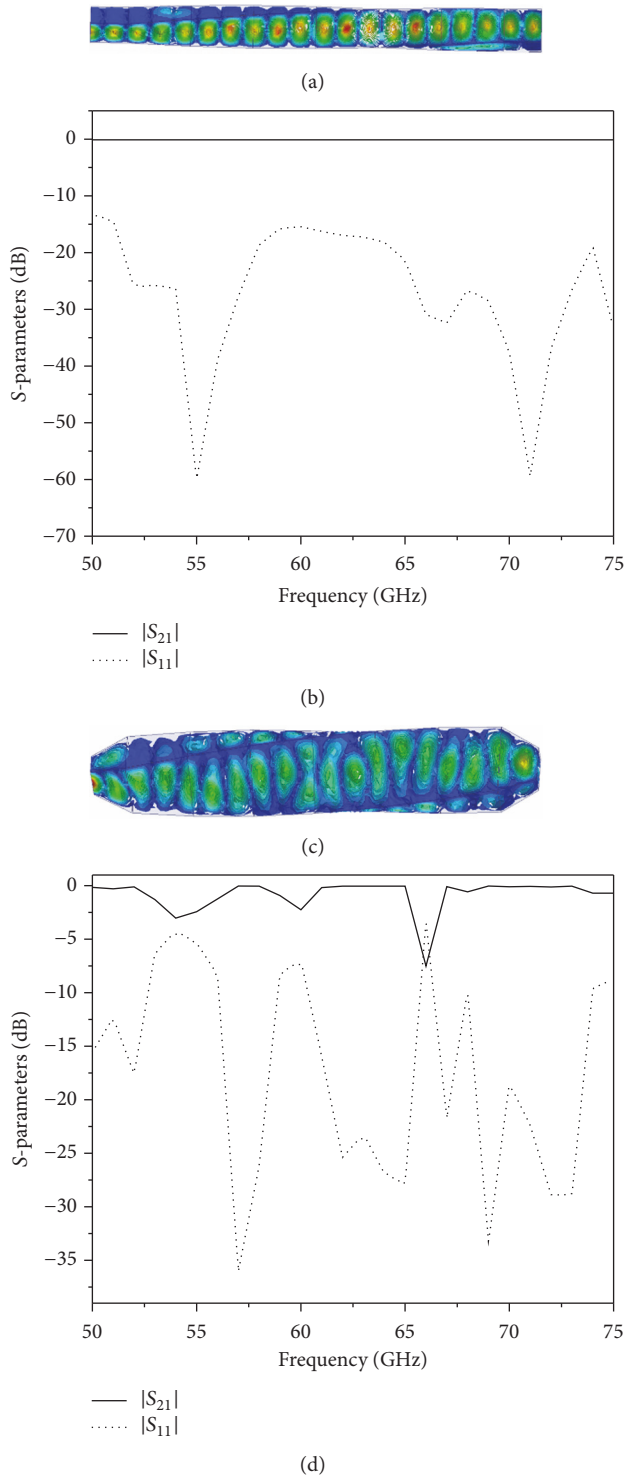 (a)
0
−10
−20
−30
−40
−50
−60
−70
S-parameters (dB)
50 55 60 65 70 75
Frequency (GHz)
|S21|
|S11|
(b)
(c)
0
−5
−10
−15
−20
−25
−30
−35
S-parameters (dB)
50 55 60 65 70 75
Frequency (GHz)
|S21|
|S11|
(d)